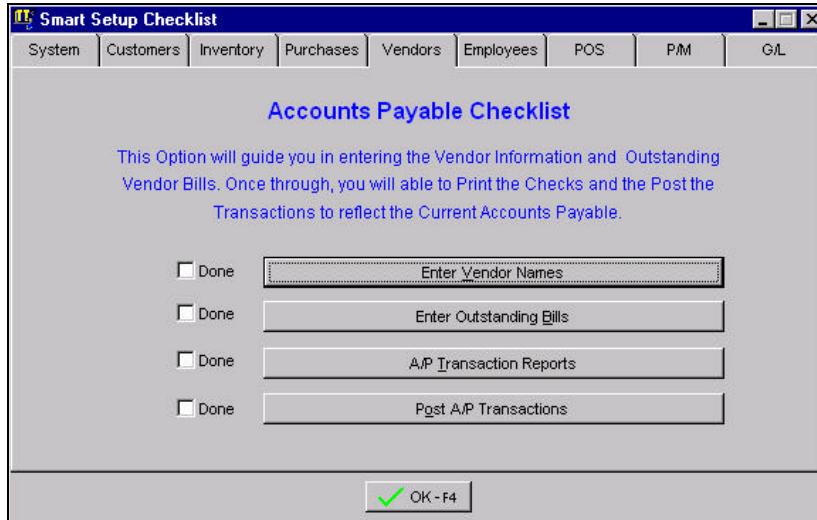 Smart Setup Checklist
System Customers Inventory Purchases Vendors Employees POS P/M G/L
Accounts Payable Checklist
This Option will guide you in entering the Vendor Information and Outstanding
Vendor Bills. Once through, you will able to Print the Checks and the Post the
Transactions to reflect the Current Accounts Payable.
Done Enter Vendor Names
Done Enter Outstanding Bills
Done A/P Transaction Reports
Done Post A/P Transactions
OK - F4